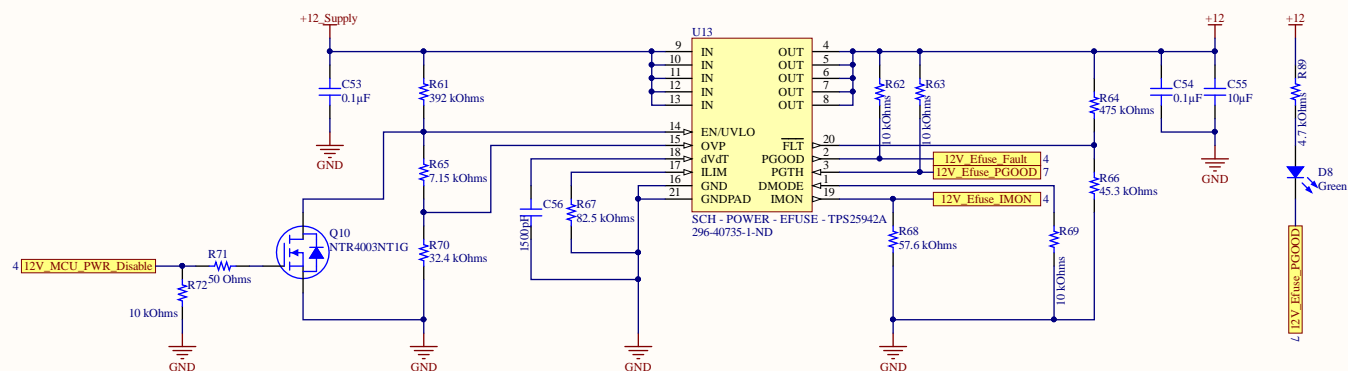 +12_Supply
U13
+12
+12
9 IN OUT 4
10 IN OUT 5
11 IN OUT 6
12 IN OUT 7
13 IN OUT 8
14 EN/UVLO
15 OVP FLT 20
18 dVdT PGOOD 2
17 ILIM PGTH 3
16 GND DMODE 1
21 GNDPAD IMON 19
SCH - POWER - EFUSE - TPS25942A
296-40735-1-ND
C53
0.1µF
GND
R61
392 kOhms
R65
7.15 kOhms
R70
32.4 kOhms
GND
Q10
NTR4003NT1G
4 12V_MCU_PWR_Disable
R71
50 Ohms
R72
10 kOhms
GND
C56
1500pF
R67
82.5 kOhms
GND
R62
10 kOhms
R63
10 kOhms
12V_Efuse_Fault 4
12V_Efuse_PGOOD 7
12V_Efuse_IMON 4
R68
57.6 kOhms
R69
10 kOhms
GND
R64
475 kOhms
R66
45.3 kOhms
C54
0.1µF
C55
10µF
GND
R89
4.7 kOhms
D8
Green
12V_Efuse_PGOOD
7